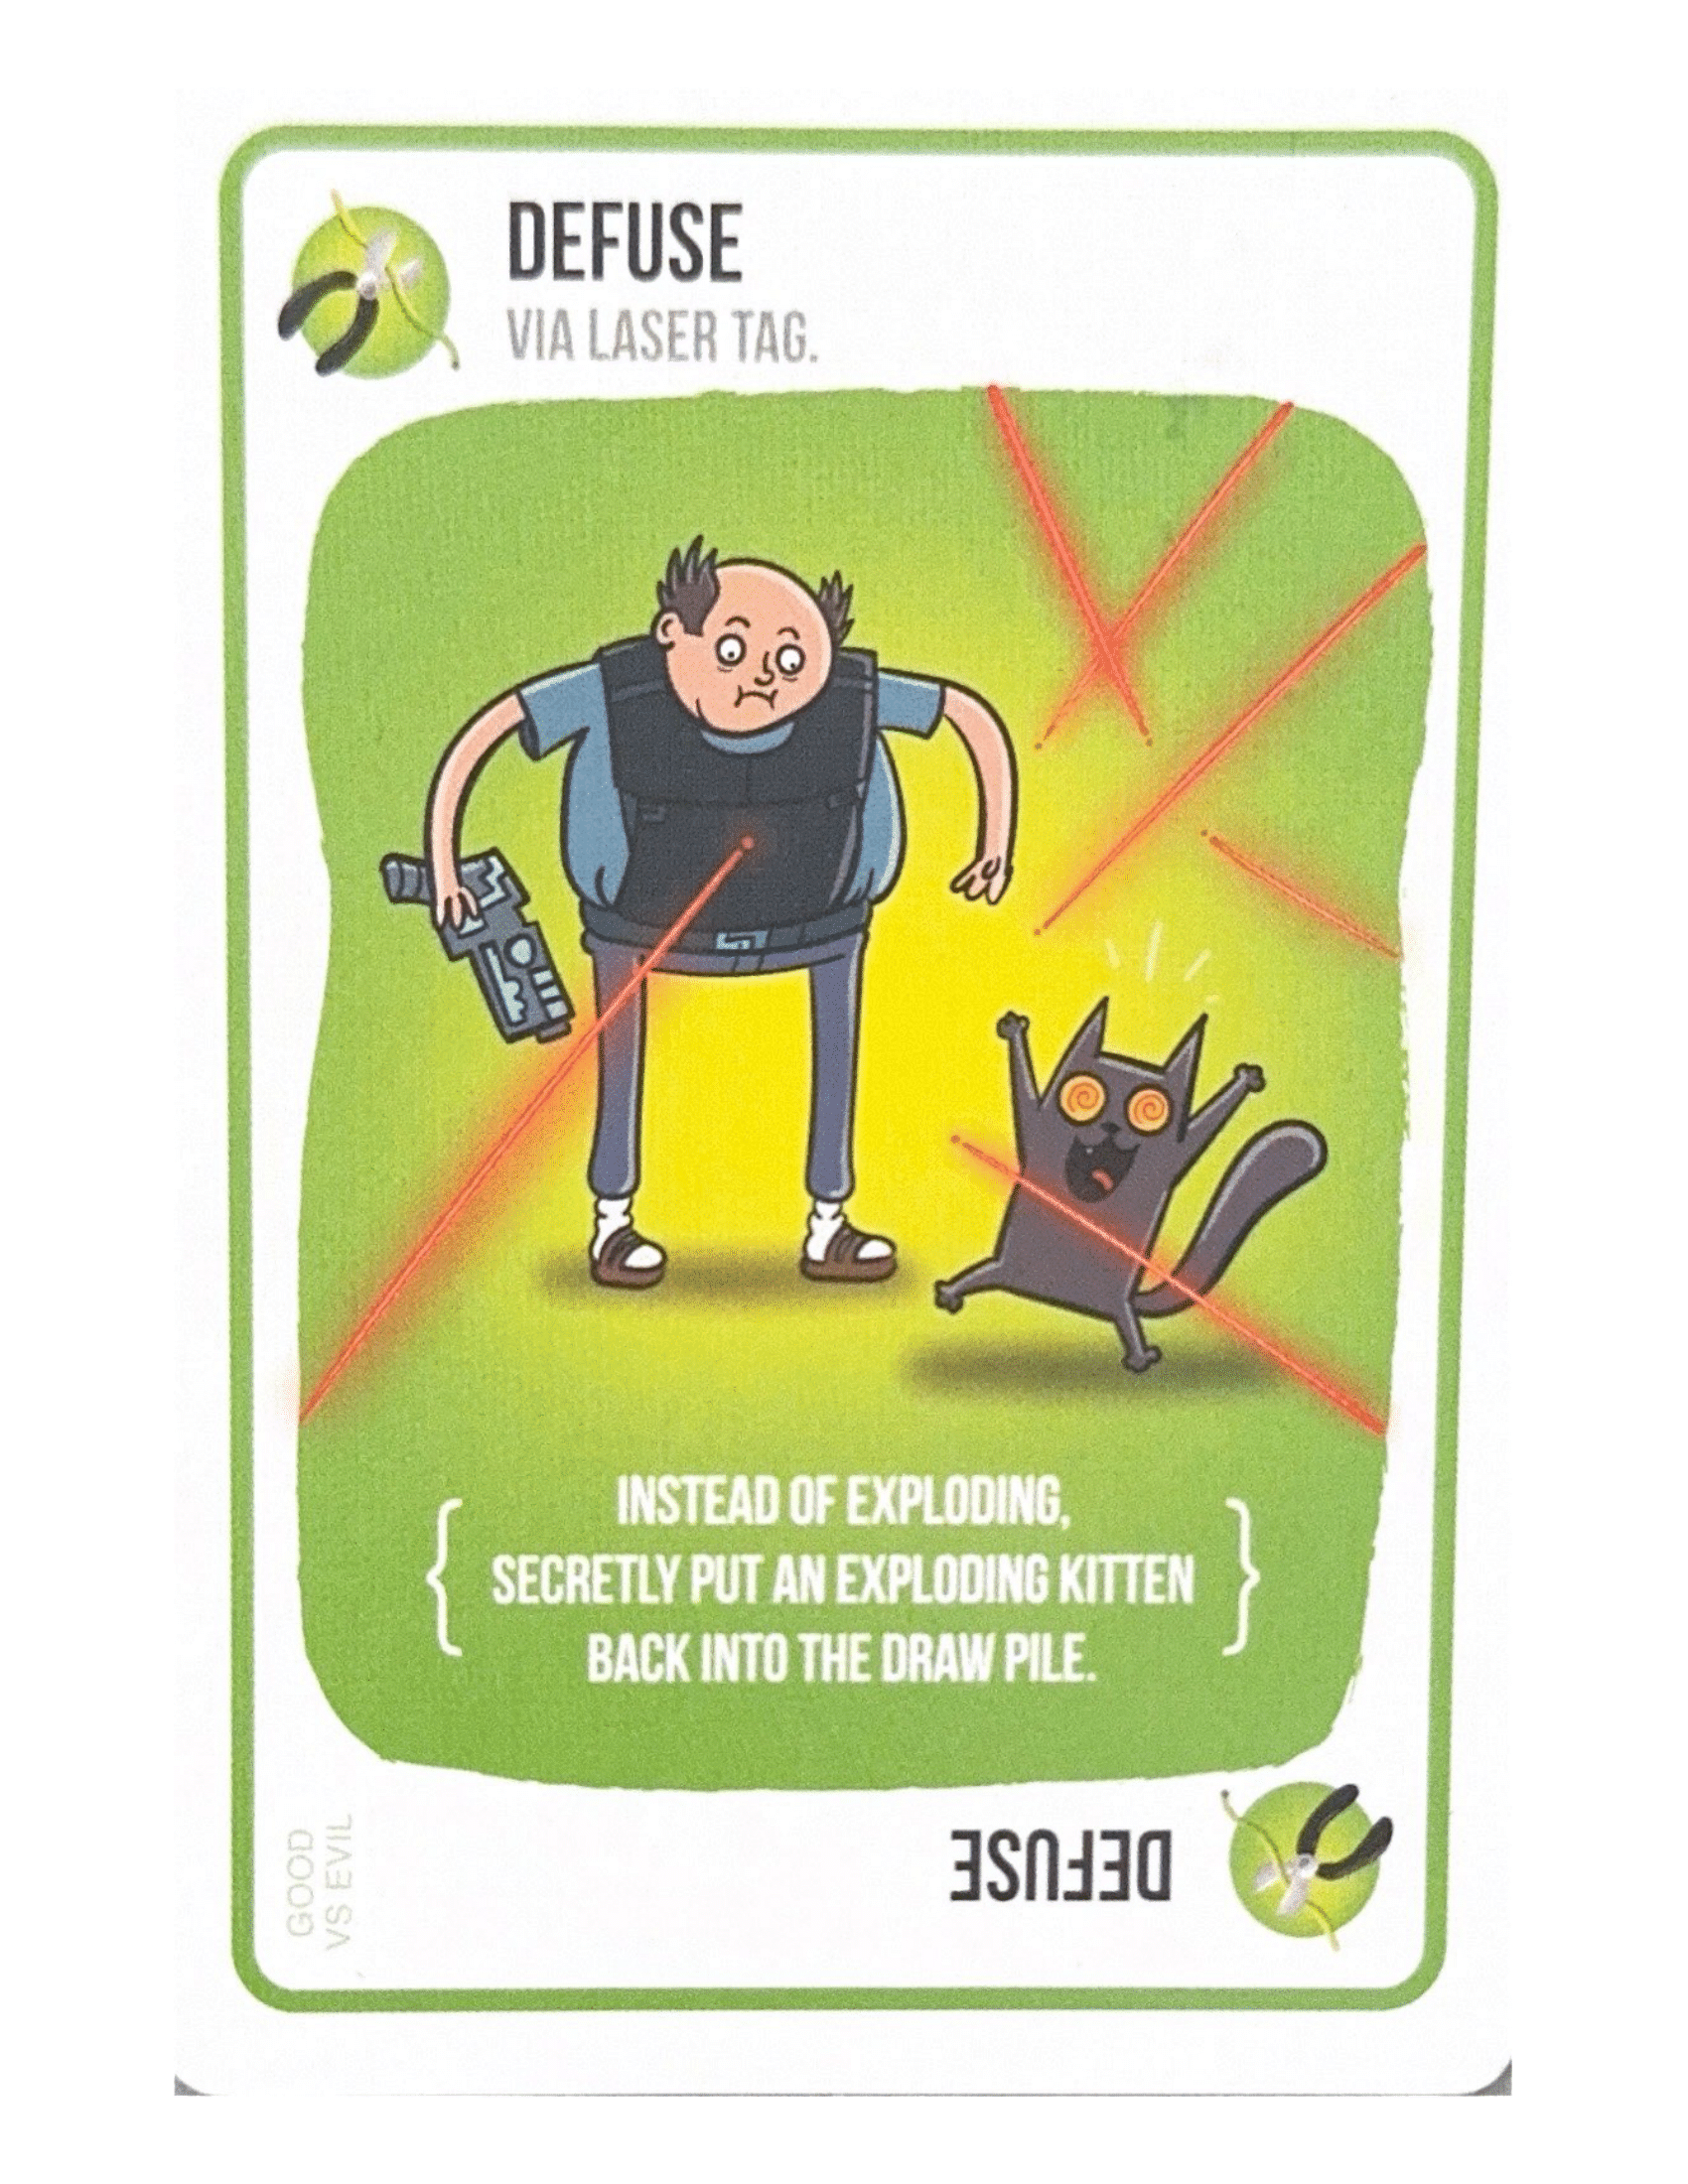 DEFUSE
VIA LASER TAG.
INSTEAD OF EXPLODING,
SECRETLY PUT AN EXPLODING KITTEN
BACK INTO THE DRAW PILE.
GOOD
VS EVIL
DEFUSE